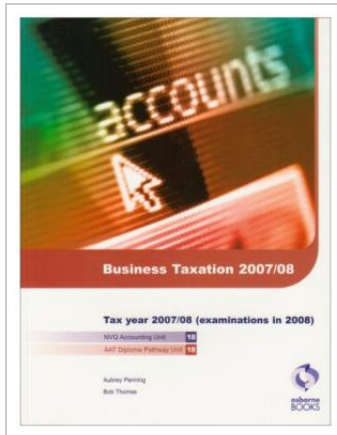 accounts
Business Taxation 2007/08
Tax year 2007/08 (examinations in 2008)
NVQ Accounting Unit 18
AAT Diploma Pathway Unit 18
Aubrey Penning
Bob Thomas
osborne
BOOKS